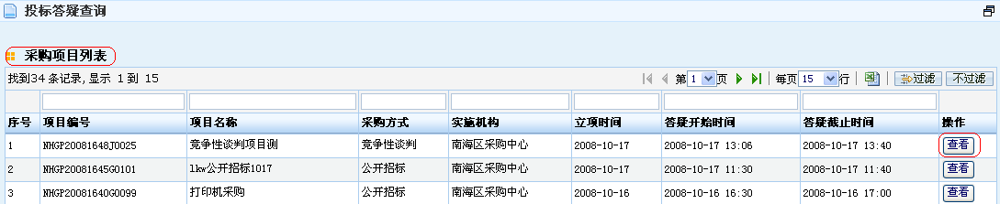 投标答疑查询
采购项目列表
找到34 条记录, 显示 1 到 15 第 1 页 每页 15 行 过滤 不过滤
序号 项目编号 项目名称 采购方式 实施机构 立项时间 答疑开始时间 答疑截止时间 操作
1 NHGP20081648J0025 竞争性谈判项目测 竞争性谈判 南海区采购中心 2008-10-17 2008-10-17 13:06 2008-10-17 13:40 查看
2 NHGP20081645G0101 lkw公开招标1017 公开招标 南海区采购中心 2008-10-17 2008-10-17 11:30 2008-10-17 11:40 查看
3 NHGP20081640G0099 打印机采购 公开招标 南海区采购中心 2008-10-16 2008-10-16 16:30 2008-10-16 17:00 查看